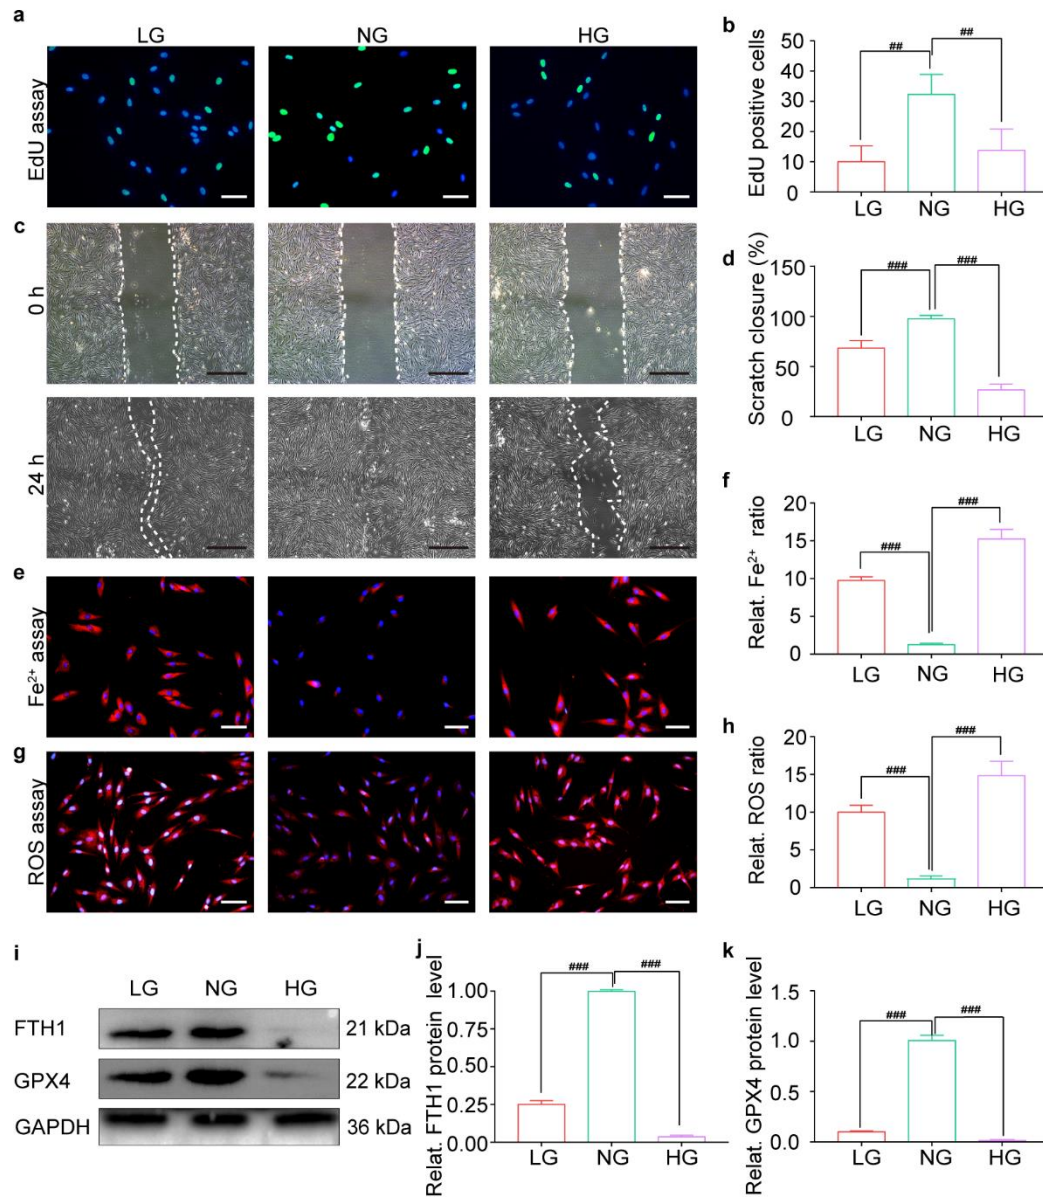 a
LG NG HG
EdU assay
b
EdU positive cells
50
40
30
20
10
0
## ##
LG NG HG
c
0 h
24 h
d
Scratch closure (%)
150
100
50
0
### ###
LG NG HG
e
Fe²⁺ assay
f
Relat. Fe²⁺ ratio
20
15
10
5
0
### ###
LG NG HG
g
ROS assay
h
Relat. ROS ratio
20
15
10
5
0
### ###
LG NG HG
i
LG NG HG
FTH1 21 kDa
GPX4 22 kDa
GAPDH 36 kDa
j
Relat. FTH1 protein level
1.00
0.75
0.50
0.25
0.00
### ###
LG NG HG
k
Relat. GPX4 protein level
1.5
1.0
0.5
0.0
### ###
LG NG HG